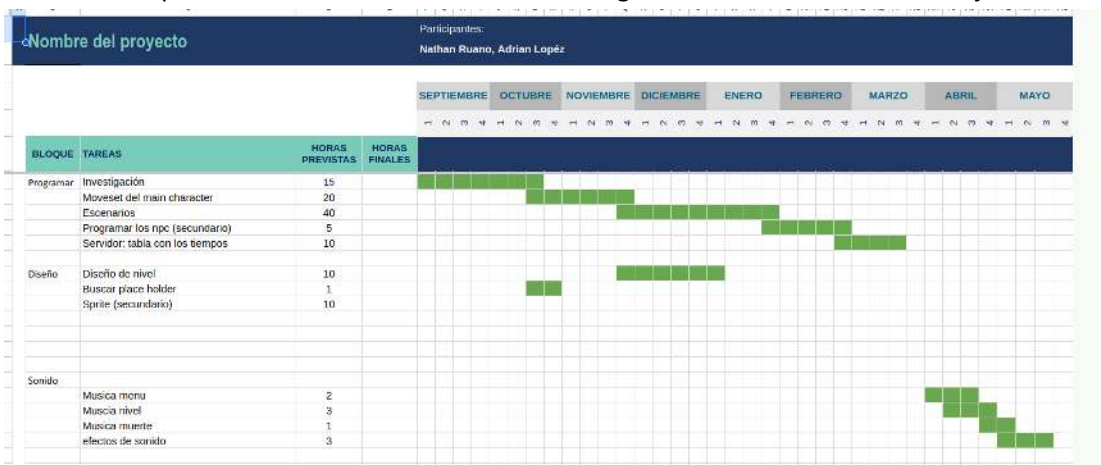 Nombre del proyecto
Participantes:
Nathan Ruano, Adrian Lopéz
SEPTIEMBRE OCTUBRE NOVIEMBRE DICIEMBRE ENERO FEBRERO MARZO ABRIL MAYO
1 2 3 4 1 2 3 4 1 2 3 4 1 2 3 4 1 2 3 4 1 2 3 4 1 2 3 4 1 2 3 4 1 2 3 4
BLOQUE TAREAS HORAS PREVISTAS HORAS FINALES
Programar Investigación 15
Moveset del main character 20
Escenarios 40
Programar los npc (secundario) 5
Servidor: tabla con los tiempos 10
Diseño Diseño de nivel 10
Buscar place holder 1
Sprite (secundario) 10
Sonido
Musica menu 2
Muscia nivel 3
Musica muerte 1
efectos de sonido 3